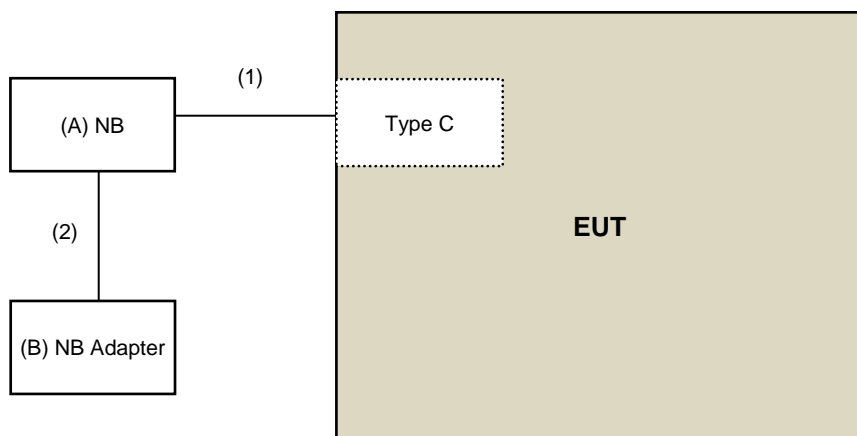 (1)
(A) NB
Type C
(2)
EUT
(B) NB Adapter